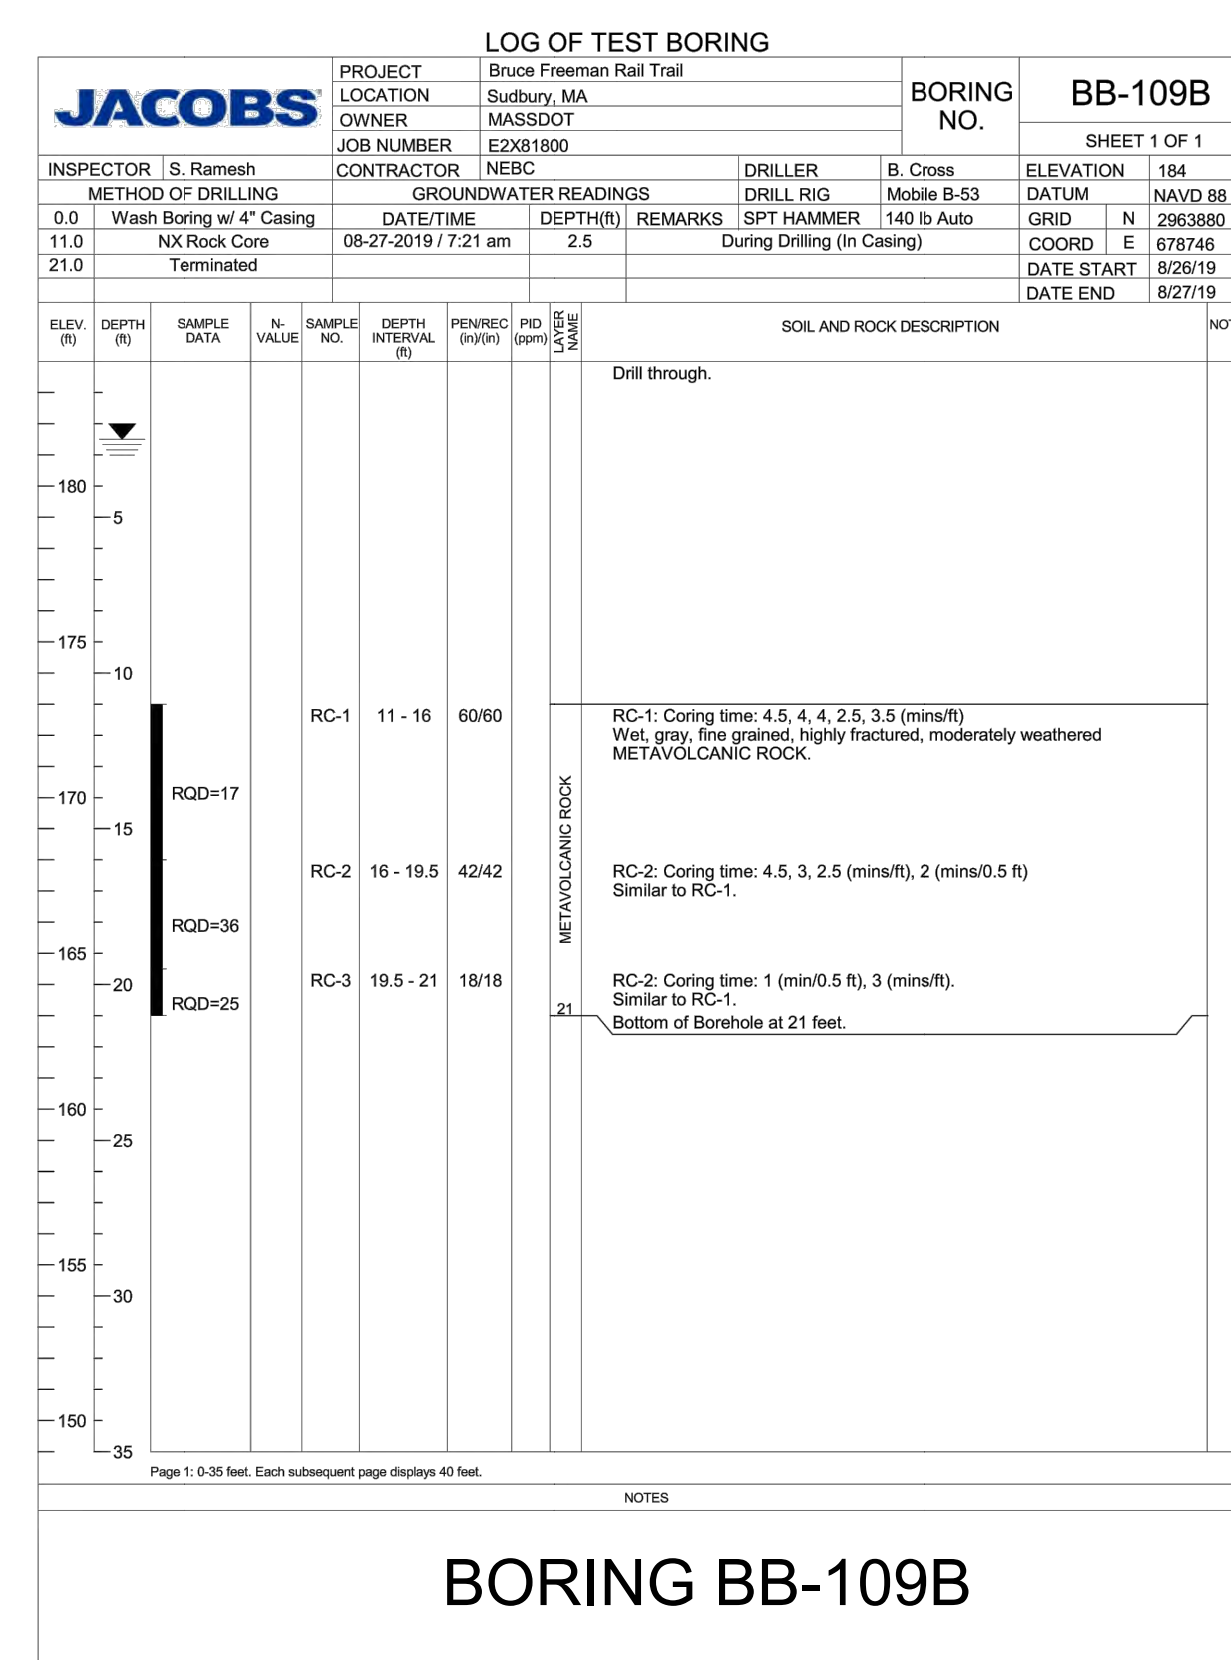 LOG OF TEST BORING
JACOBS
PROJECT Bruce Freeman Rail Trail
LOCATION Sudbury, MA
OWNER MASSDOT
JOB NUMBER E2X81800
BORING NO. BB-109B
SHEET 1 OF 1
INSPECTOR S. Ramesh CONTRACTOR NEBC DRILLER B. Cross ELEVATION 184
METHOD OF DRILLING GROUNDWATER READINGS DRILL RIG Mobile B-53 DATUM NAVD 88
0.0 Wash Boring w/ 4" Casing DATE/TIME DEPTH(ft) REMARKS SPT HAMMER 140 lb Auto GRID N 2963880
11.0 NX Rock Core 08-27-2019 / 7:21 am 2.5 During Drilling (In Casing) COORD E 678746
21.0 Terminated DATE START 8/26/19
DATE END 8/27/19
ELEV. (ft) DEPTH (ft) SAMPLE DATA N-VALUE SAMPLE NO. DEPTH INTERVAL (ft) PEN/REC (in)/(in) PID (ppm) LAYER NAME SOIL AND ROCK DESCRIPTION
Drill through.
180
5
175
10
RC-1 11 - 16 60/60 RC-1: Coring time: 4.5, 4, 4, 2.5, 3.5 (mins/ft)
Wet, gray, fine grained, highly fractured, moderately weathered
METAVOLCANIC ROCK.
170 RQD=17
15
METAVOLCANIC ROCK
RC-2 16 - 19.5 42/42 RC-2: Coring time: 4.5, 3, 2.5 (mins/ft), 2 (mins/0.5 ft)
Similar to RC-1.
RQD=36
165
20 RC-3 19.5 - 21 18/18 RC-2: Coring time: 1 (min/0.5 ft), 3 (mins/ft).
RQD=25 Similar to RC-1.
21
Bottom of Borehole at 21 feet.
160
25
155
30
150
35
Page 1: 0-35 feet. Each subsequent page displays 40 feet.
NOTES
BORING BB-109B